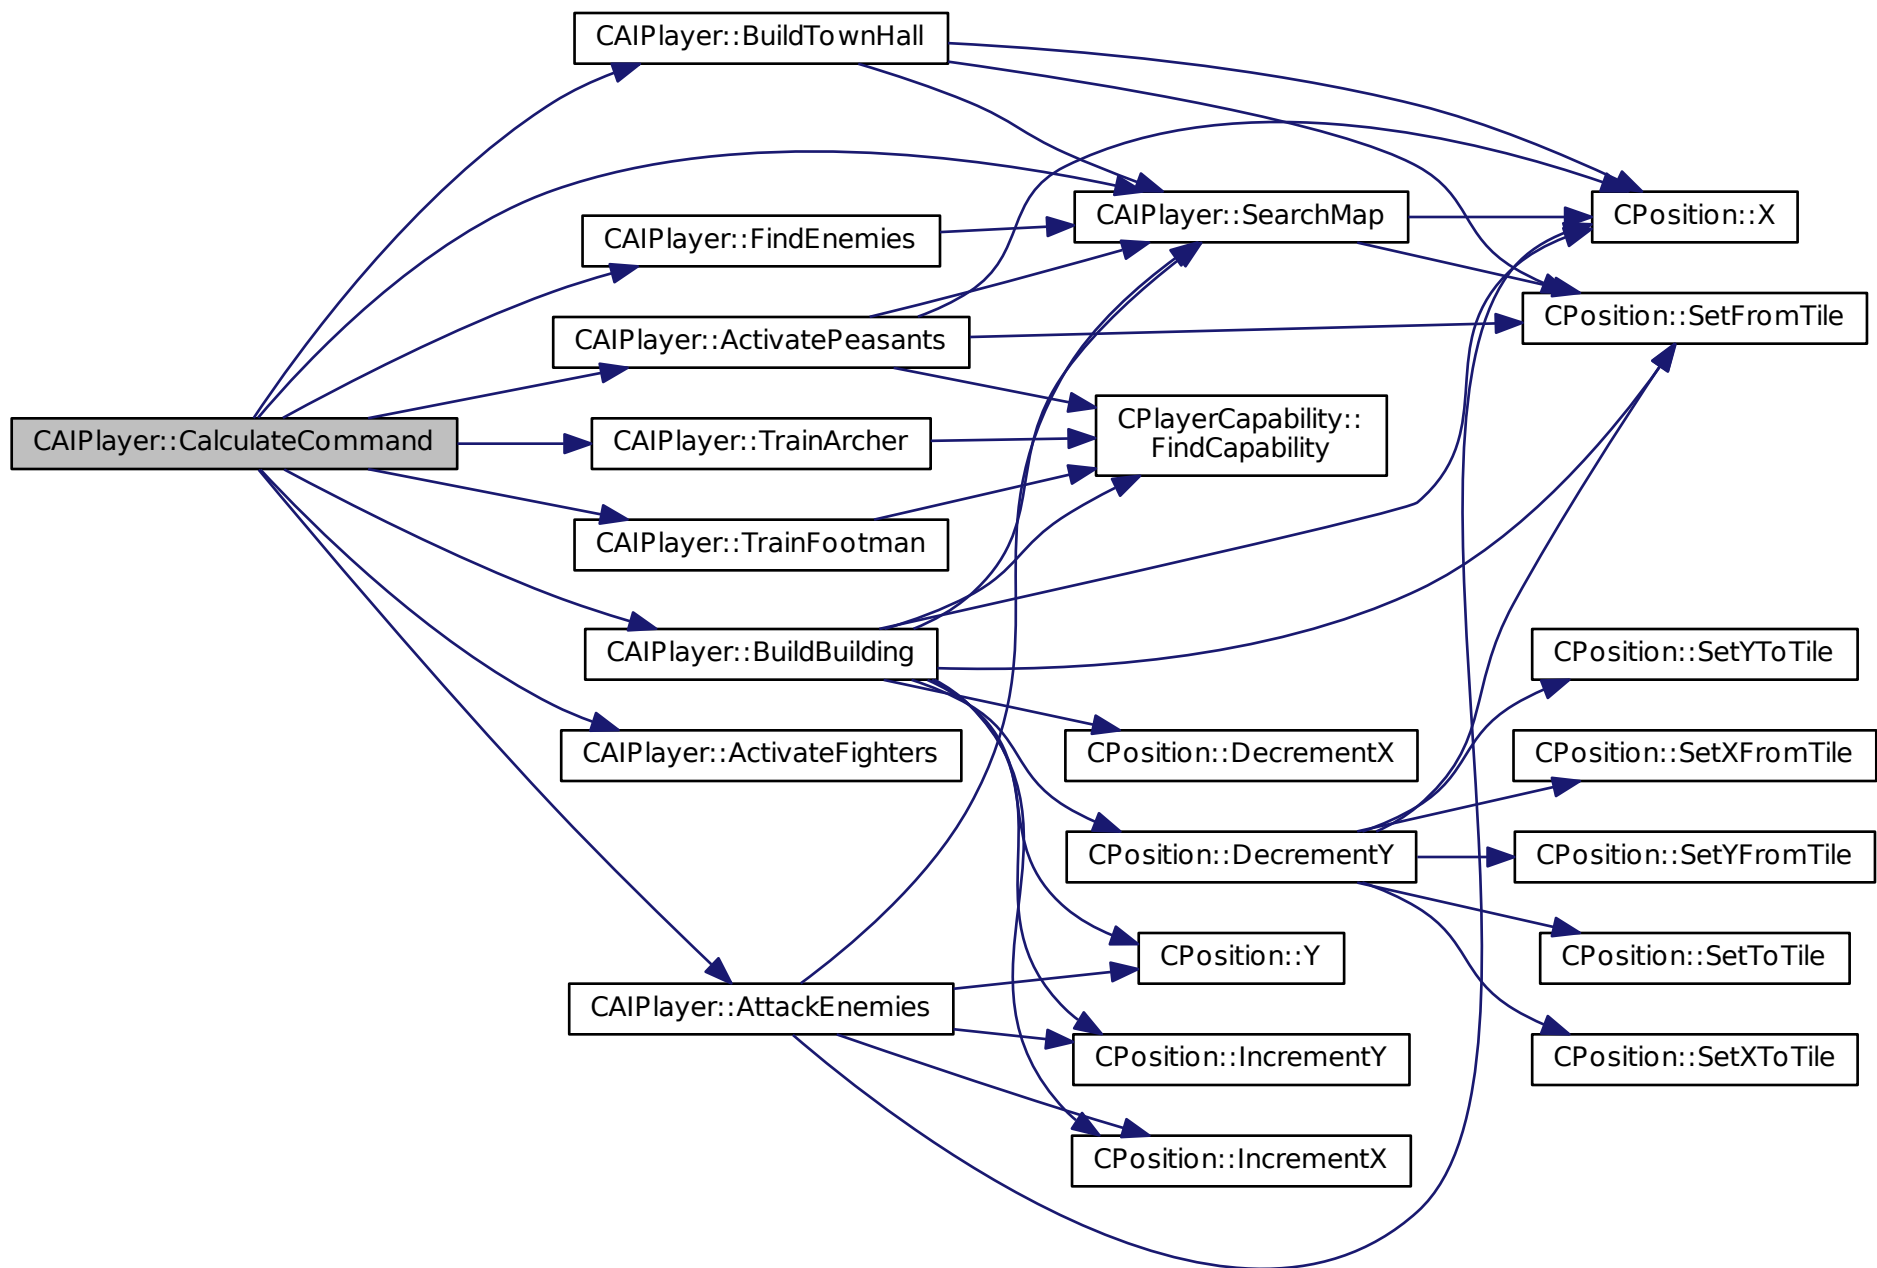 CAIPlayer::BuildTownHall
CAIPlayer::SearchMap
CPosition::X
CAIPlayer::FindEnemies
CPosition::SetFromTile
CAIPlayer::ActivatePeasants
CPlayerCapability::
FindCapability
CAIPlayer::CalculateCommand
CAIPlayer::TrainArcher
CAIPlayer::TrainFootman
CAIPlayer::BuildBuilding
CPosition::SetYToTile
CAIPlayer::ActivateFighters
CPosition::DecrementX
CPosition::SetXFromTile
CPosition::DecrementY
CPosition::SetYFromTile
CPosition::Y
CPosition::SetToTile
CAIPlayer::AttackEnemies
CPosition::IncrementY
CPosition::SetXToTile
CPosition::IncrementX